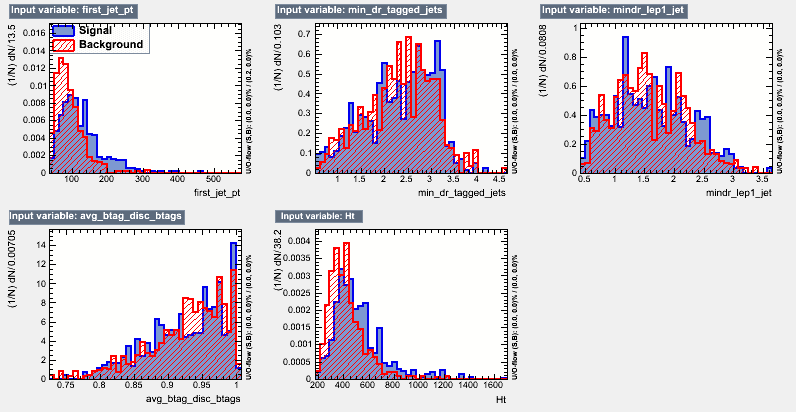 Input variable: first_jet_pt
(1/N) dN/13.5
0.016
0.014
0.012
0.01
0.008
0.006
0.004
0.002
0
Signal
Background
100 200 300 400 500
first_jet_pt
U/O-flow (S,B): (0.0, 0.0)% / (0.2, 0.0)%
Input variable: min_dr_tagged_jets
(1/N) dN/0.103
0.7
0.6
0.5
0.4
0.3
0.2
0.1
0
1 1.5 2 2.5 3 3.5 4 4.5
min_dr_tagged_jets
U/O-flow (S,B): (0.0, 0.0)% / (0.0, 0.0)%
Input variable: mindr_lep1_jet
(1/N) dN/0.0808
1
0.8
0.6
0.4
0.2
0
0.5 1 1.5 2 2.5 3 3.5
mindr_lep1_jet
U/O-flow (S,B): (0.0, 0.0)% / (0.0, 0.0)%
Input variable: avg_btag_disc_btags
(1/N) dN/0.00705
14
12
10
8
6
4
2
0
0.75 0.8 0.85 0.9 0.95 1
avg_btag_disc_btags
U/O-flow (S,B): (0.0, 0.0)% / (0.0, 0.0)%
Input variable: Ht
(1/N) dN/38.2
0.004
0.0035
0.003
0.0025
0.002
0.0015
0.001
0.0005
0
200 400 600 800 1000 1200 1400 1600
Ht
U/O-flow (S,B): (0.0, 0.0)% / (0.0, 0.0)%